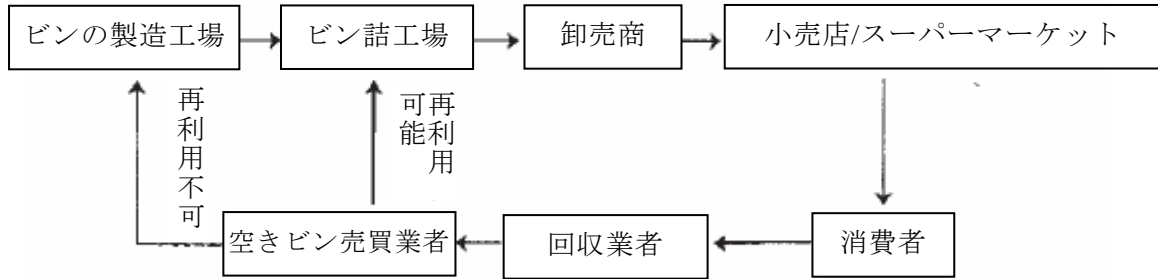 ビンの製造工場
ビン詰工場
卸売商
小売店/スーパーマーケット
再利用不可
再利用
可能
空きビン売買業者
回収業者
消費者